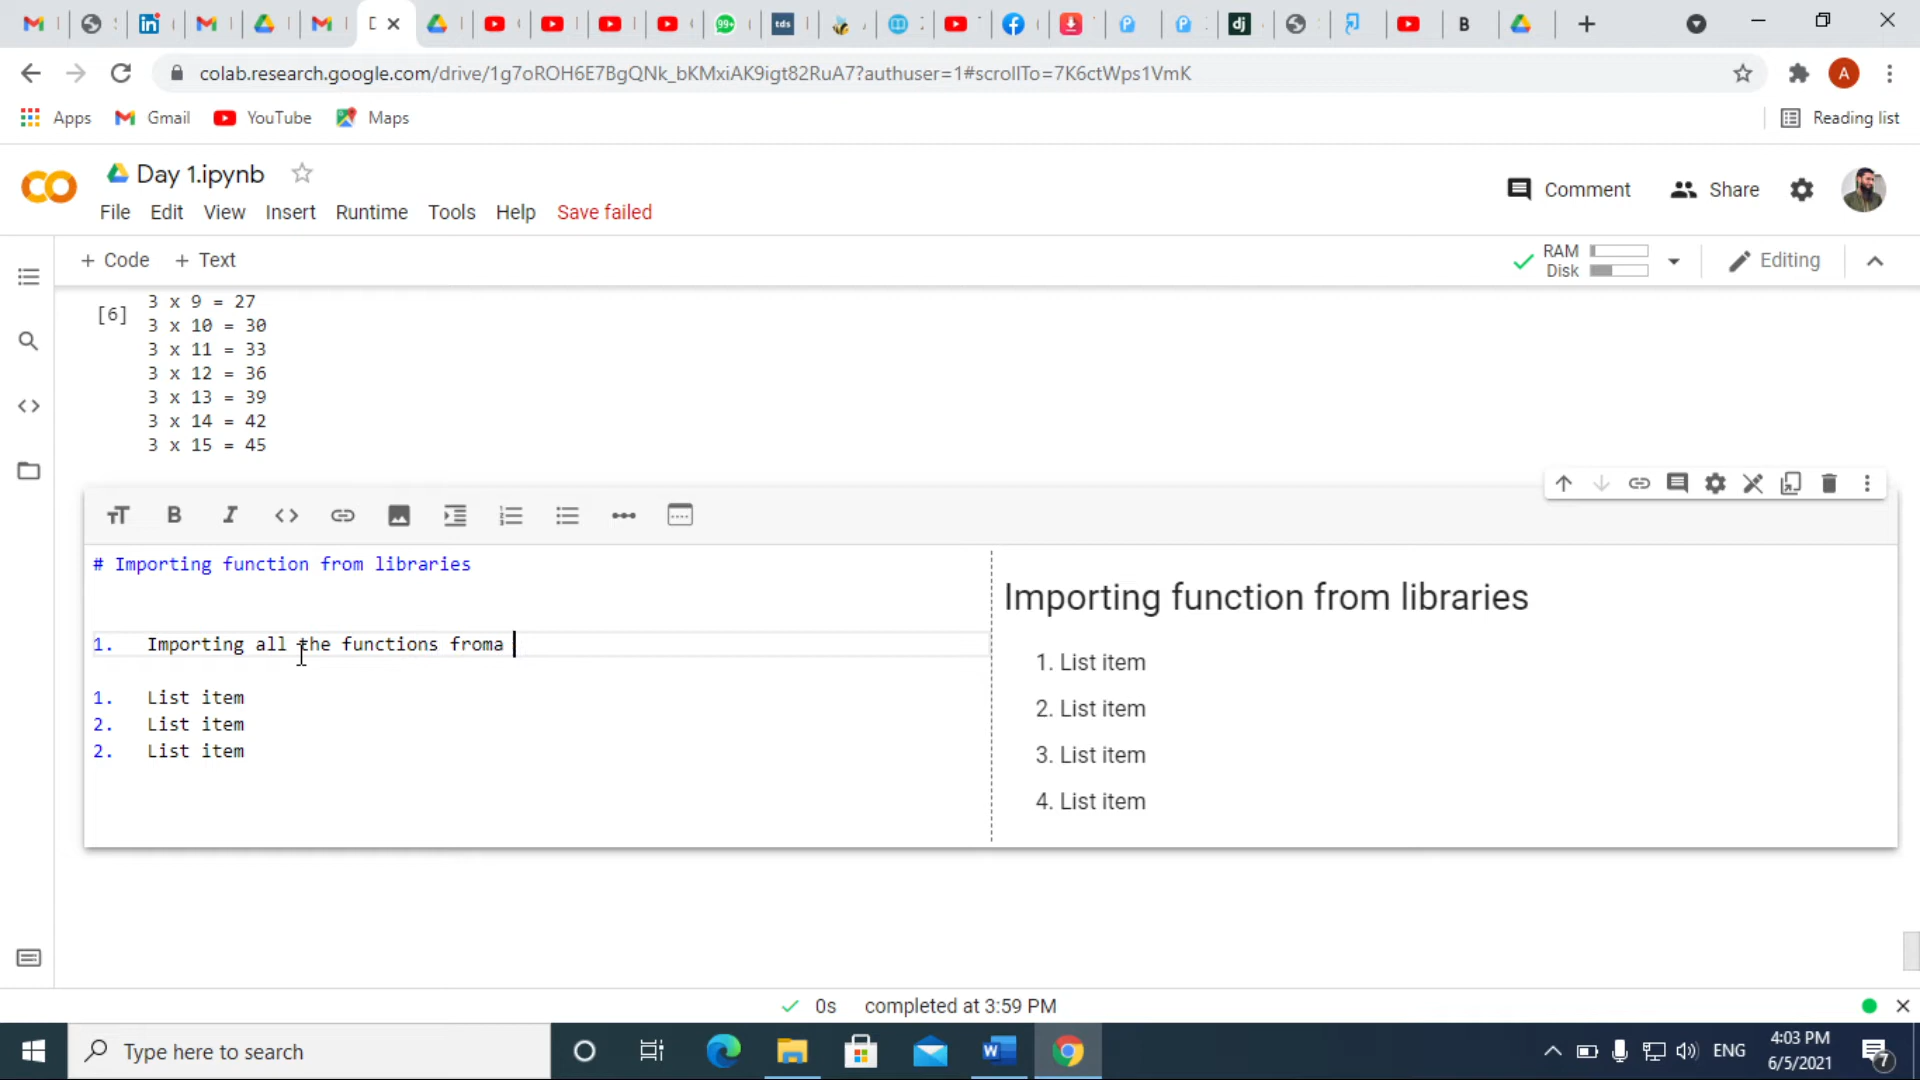 D
99+
tds
dj
B
colab.research.google.com/drive/1g7oROH6E7BgQNk_bKMxiAK9igt82RuA7?authuser=1#scrollTo=7K6ctWps1VmK
A
Apps Gmail YouTube Maps Reading list
CO Day 1.ipynb
Comment Share
File Edit View Insert Runtime Tools Help Save failed
+ Code + Text
RAM
Disk
Editing
[6]
3 x 9 = 27
3 x 10 = 30
3 x 11 = 33
3 x 12 = 36
3 x 13 = 39
3 x 14 = 42
3 x 15 = 45
# Importing function from libraries
1. Importing all the functions froma
1. List item
2. List item
2. List item
Importing function from libraries
1. List item
2. List item
3. List item
4. List item
0s completed at 3:59 PM
Type here to search
ENG
4:03 PM
6/5/2021
7